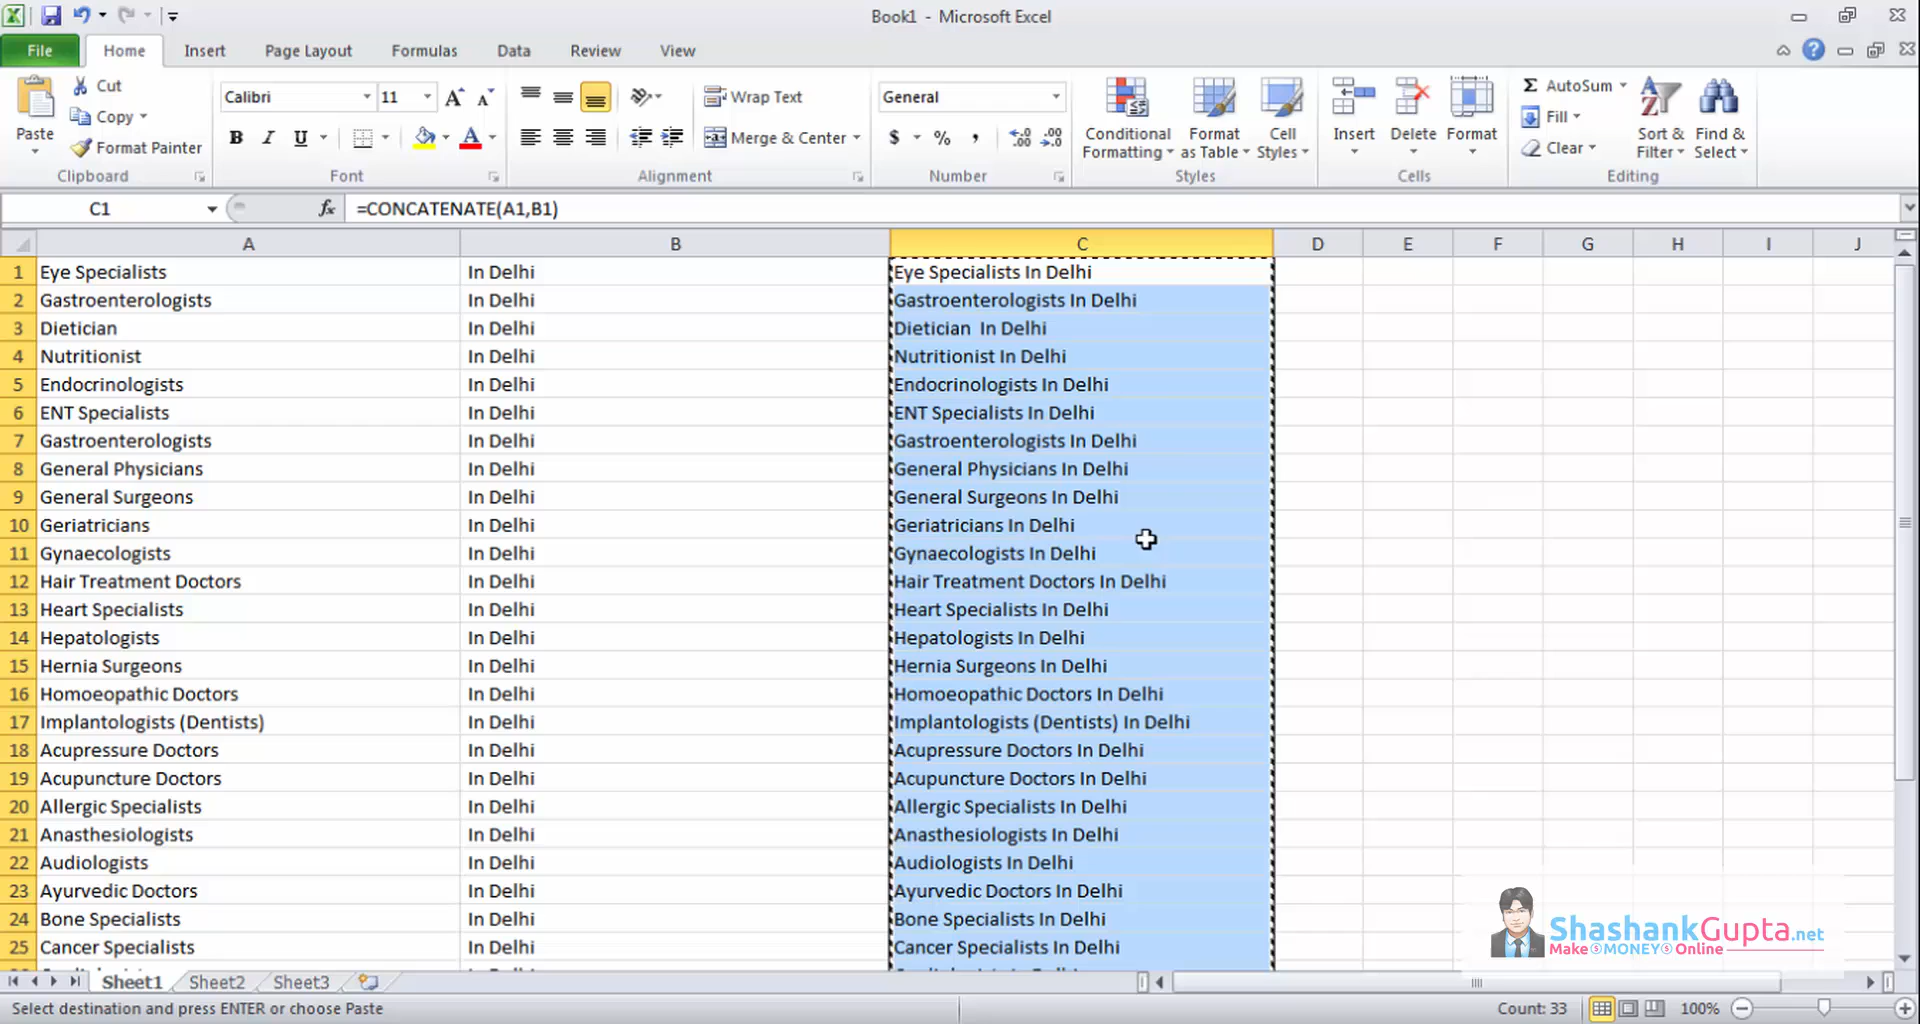 Book1 - Microsoft Excel
File Home Insert Page Layout Formulas Data Review View
Cut
Copy
Format Painter
Paste
Clipboard
Calibri 11
B I U
Font
Wrap Text
Merge & Center
Alignment
General
$ % ,
Number
Conditional Formatting
Format as Table
Cell Styles
Styles
Insert Delete Format
Cells
Σ AutoSum
Fill
Clear
Sort & Filter
Find & Select
Editing
C1 fx =CONCATENATE(A1,B1)
A B C D E F G H I J
1 Eye Specialists In Delhi Eye Specialists In Delhi
2 Gastroenterologists In Delhi Gastroenterologists In Delhi
3 Dietician In Delhi Dietician  In Delhi
4 Nutritionist In Delhi Nutritionist In Delhi
5 Endocrinologists In Delhi Endocrinologists In Delhi
6 ENT Specialists In Delhi ENT Specialists In Delhi
7 Gastroenterologists In Delhi Gastroenterologists In Delhi
8 General Physicians In Delhi General Physicians In Delhi
9 General Surgeons In Delhi General Surgeons In Delhi
10 Geriatricians In Delhi Geriatricians In Delhi
11 Gynaecologists In Delhi Gynaecologists In Delhi
12 Hair Treatment Doctors In Delhi Hair Treatment Doctors In Delhi
13 Heart Specialists In Delhi Heart Specialists In Delhi
14 Hepatologists In Delhi Hepatologists In Delhi
15 Hernia Surgeons In Delhi Hernia Surgeons In Delhi
16 Homoeopathic Doctors In Delhi Homoeopathic Doctors In Delhi
17 Implantologists (Dentists) In Delhi Implantologists (Dentists) In Delhi
18 Acupressure Doctors In Delhi Acupressure Doctors In Delhi
19 Acupuncture Doctors In Delhi Acupuncture Doctors In Delhi
20 Allergic Specialists In Delhi Allergic Specialists In Delhi
21 Anasthesiologists In Delhi Anasthesiologists In Delhi
22 Audiologists In Delhi Audiologists In Delhi
23 Ayurvedic Doctors In Delhi Ayurvedic Doctors In Delhi
24 Bone Specialists In Delhi Bone Specialists In Delhi
25 Cancer Specialists In Delhi Cancer Specialists In Delhi
ShashankGupta.net
Make MONEY Online
Sheet1 Sheet2 Sheet3
Select destination and press ENTER or choose Paste Count: 33 100%